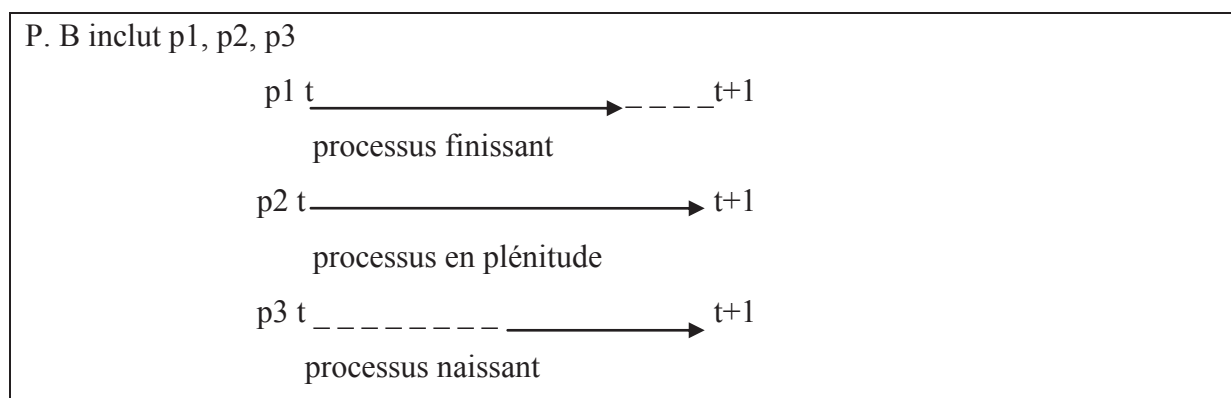 P. B inclut p1, p2, p3
p1 t t+1
processus finissant
p2 t t+1
processus en plénitude
p3 t t+1
processus naissant